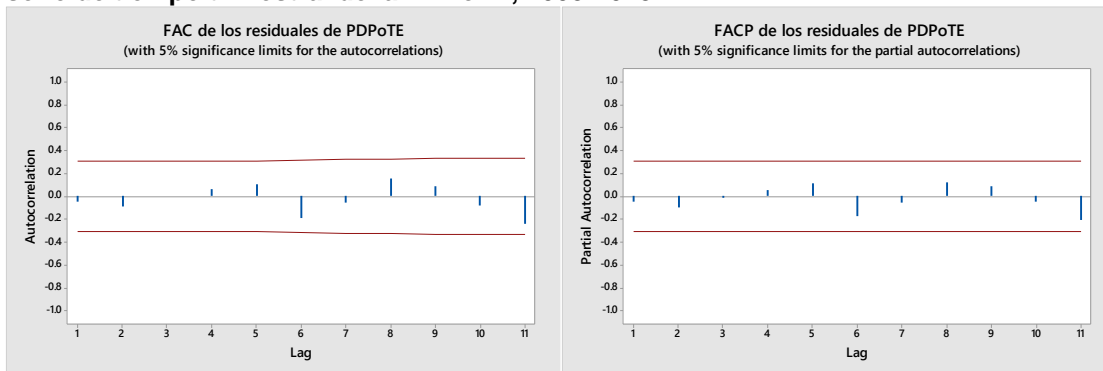 FAC de los residuales de PDPoTE
(with 5% significance limits for the autocorrelations)
1.0
0.8
0.6
0.4
0.2
0.0
-0.2
-0.4
-0.6
-0.8
-1.0
Autocorrelation
1 2 3 4 5 6 7 8 9 10 11
Lag
FACP de los residuales de PDPoTE
(with 5% significance limits for the partial autocorrelations)
1.0
0.8
0.6
0.4
0.2
0.0
-0.2
-0.4
-0.6
-0.8
-1.0
Partial Autocorrelation
1 2 3 4 5 6 7 8 9 10 11
Lag